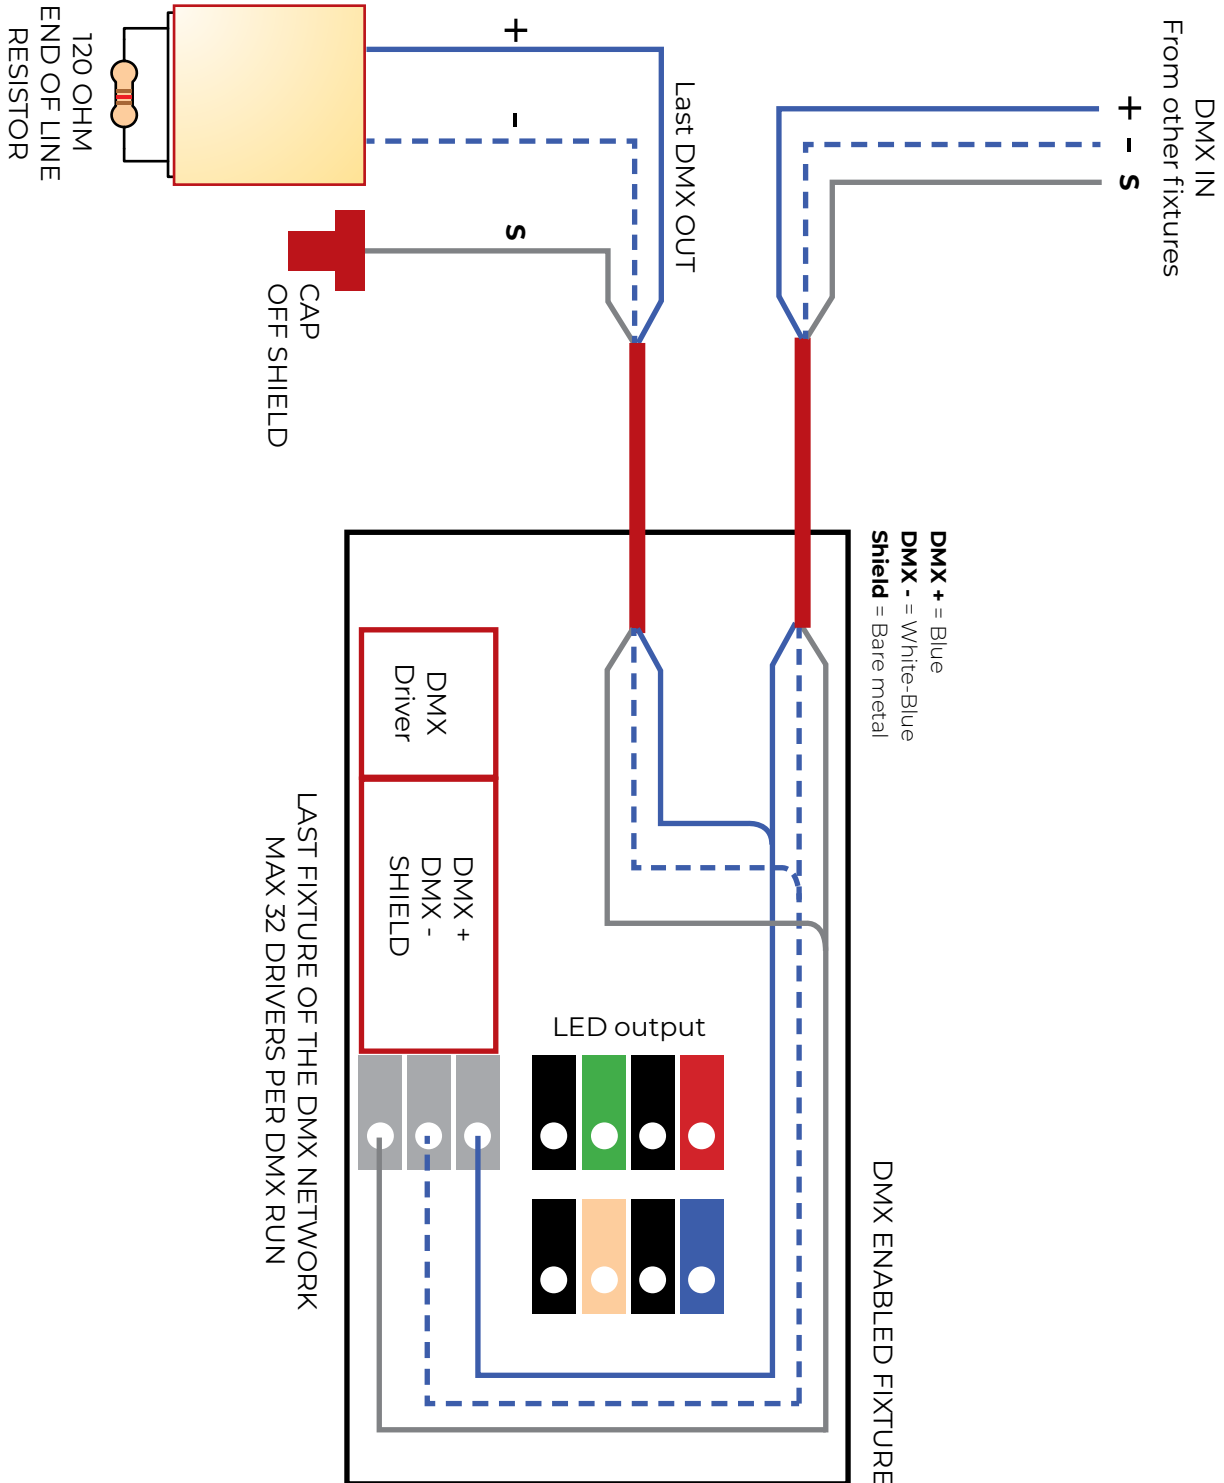 DMX IN
From other fixtures
+
-
s
Last DMX OUT
+
-
s
120 OHM
END OF LINE
RESISTOR
CAP
OFF SHIELD
DMX + = Blue
DMX - = White-Blue
Shield = Bare metal
DMX
Driver
DMX +
DMX -
SHIELD
LED output
DMX ENABLED FIXTURE
LAST FIXTURE OF THE DMX NETWORK
MAX 32 DRIVERS PER DMX RUN